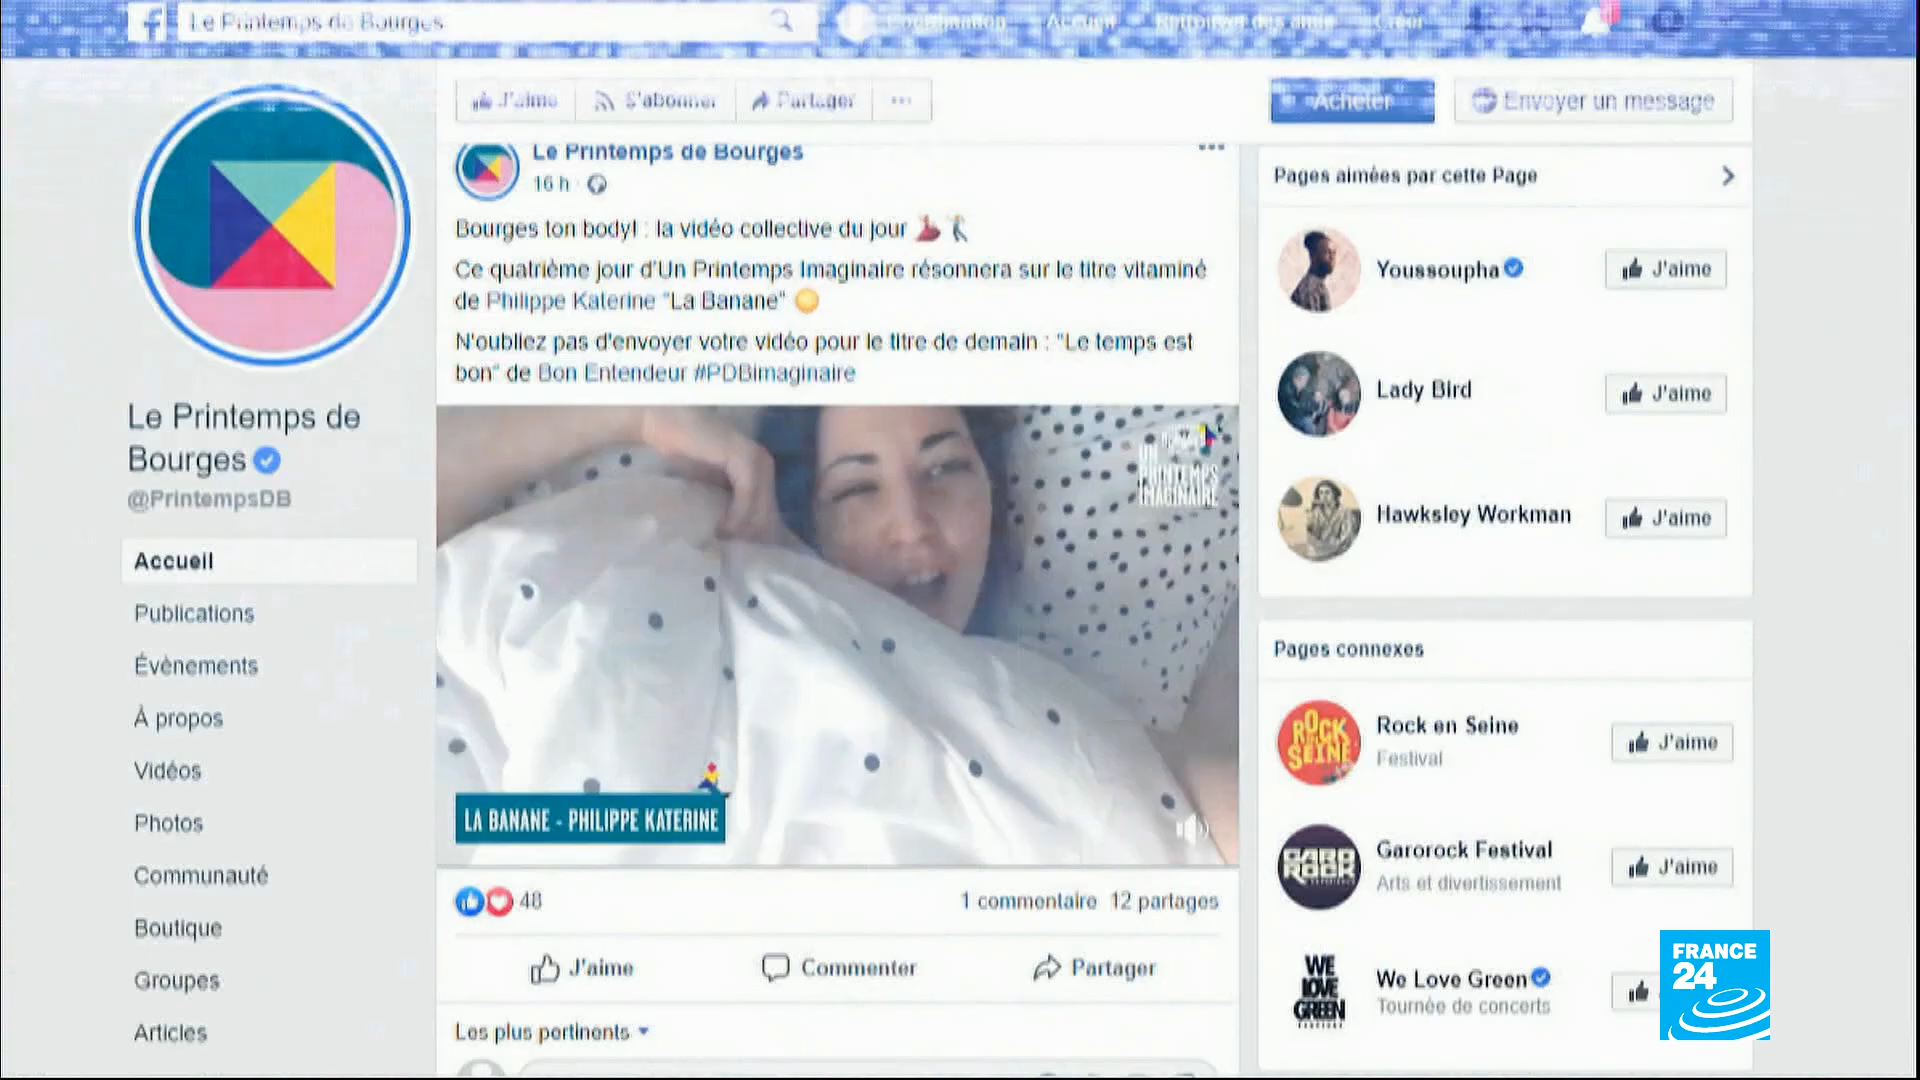 Le Printemps de Bourges
Accueil
Retrouver des amis
Créer
J'aime
S'abonner
Partager
Acheter
Envoyer un message
Le Printemps de Bourges
@PrintempsDB
Accueil
Publications
Évènements
À propos
Vidéos
Photos
Communauté
Boutique
Groupes
Articles
Le Printemps de Bourges
16 h
Bourges ton body! : la vidéo collective du jour
Ce quatrième jour d'Un Printemps Imaginaire résonnera sur le titre vitaminé
de Philippe Katerine "La Banane"
N'oubliez pas d'envoyer votre vidéo pour le titre de demain : "Le temps est
bon" de Bon Entendeur #PDBimaginaire
UN
PRINTEMPS
IMAGINAIRE
LA BANANE - PHILIPPE KATERINE
48
1 commentaire 12 partages
J'aime
Commenter
Partager
Les plus pertinents
Pages aimées par cette Page
Youssoupha
J'aime
Lady Bird
J'aime
Hawksley Workman
J'aime
Pages connexes
ROCK
SEINE
Rock en Seine
Festival
J'aime
GARO
ROCK
Garorock Festival
Arts et divertissement
J'aime
WE
LOVE
GREEN
We Love Green
Tournée de concerts
FRANCE
24